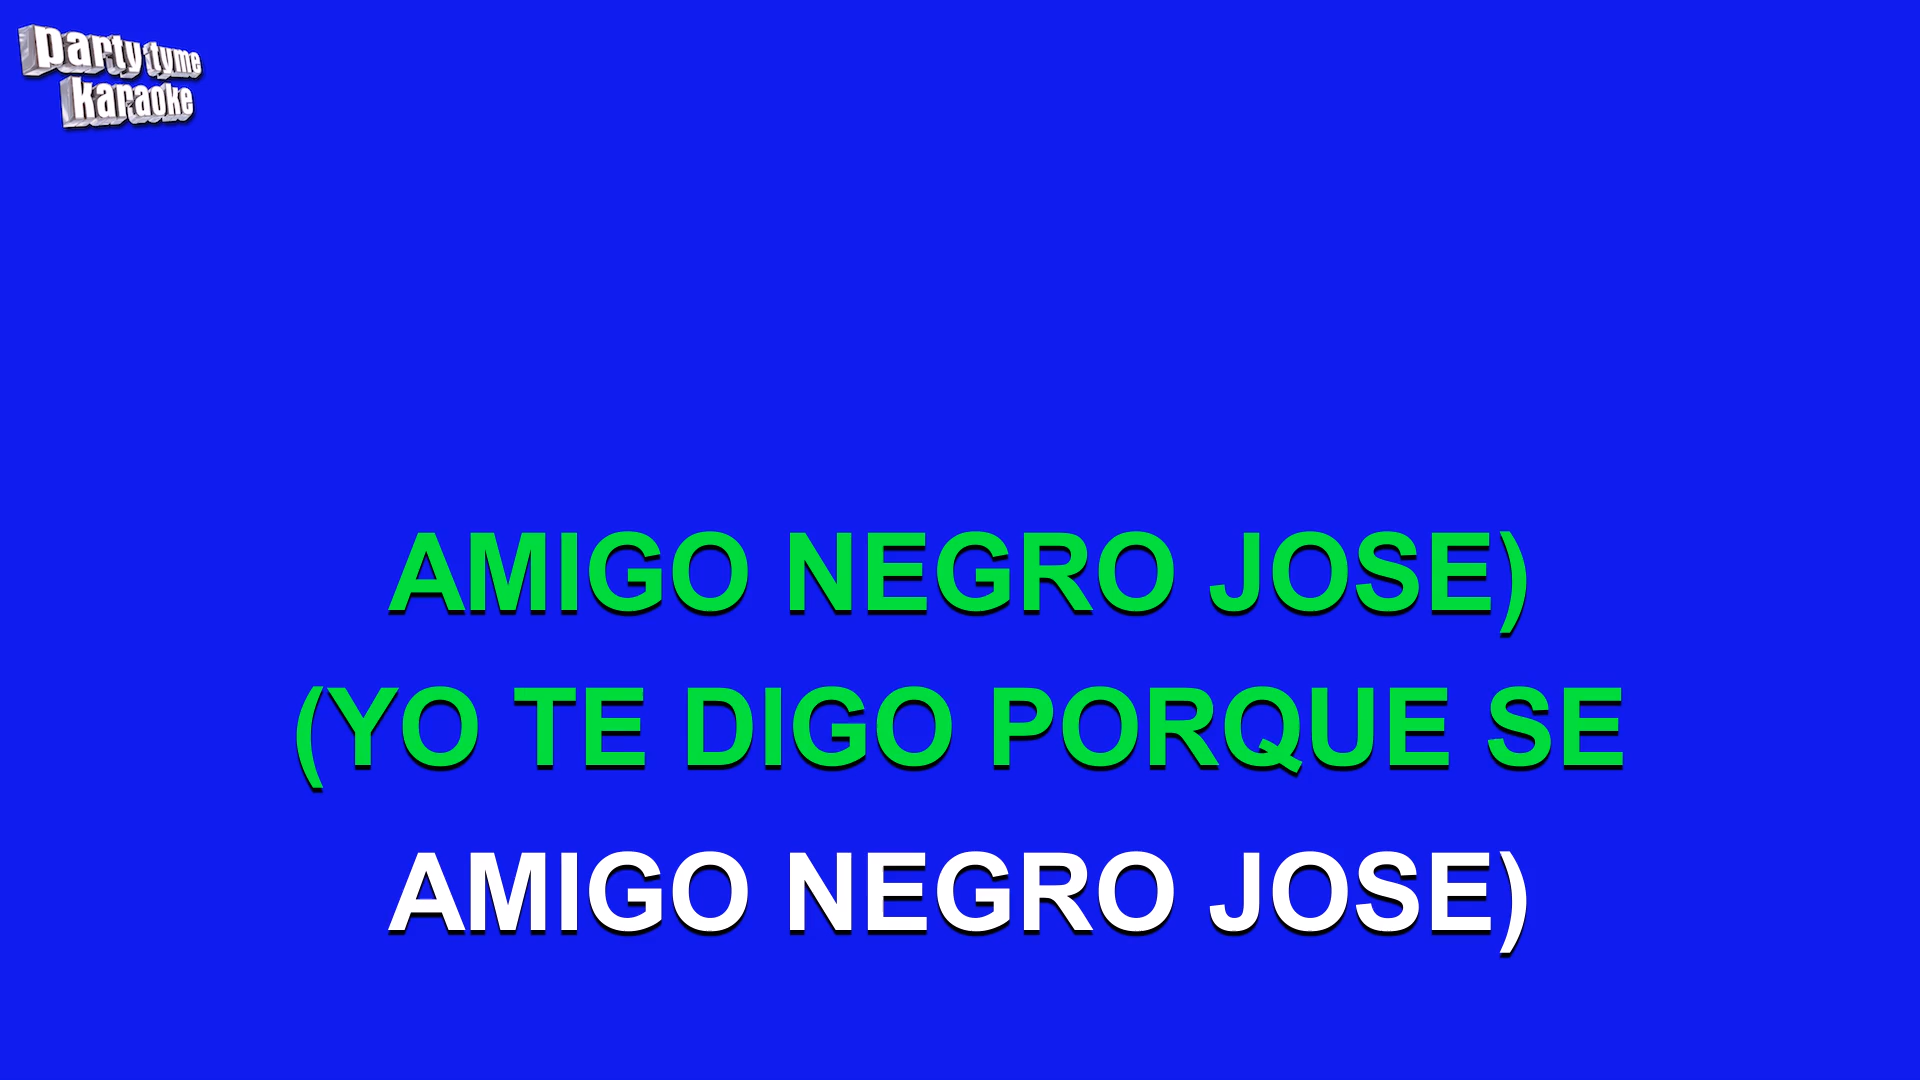 party tyme
karaoke
AMIGO NEGRO JOSE)
(YO TE DIGO PORQUE SE
AMIGO NEGRO JOSE)